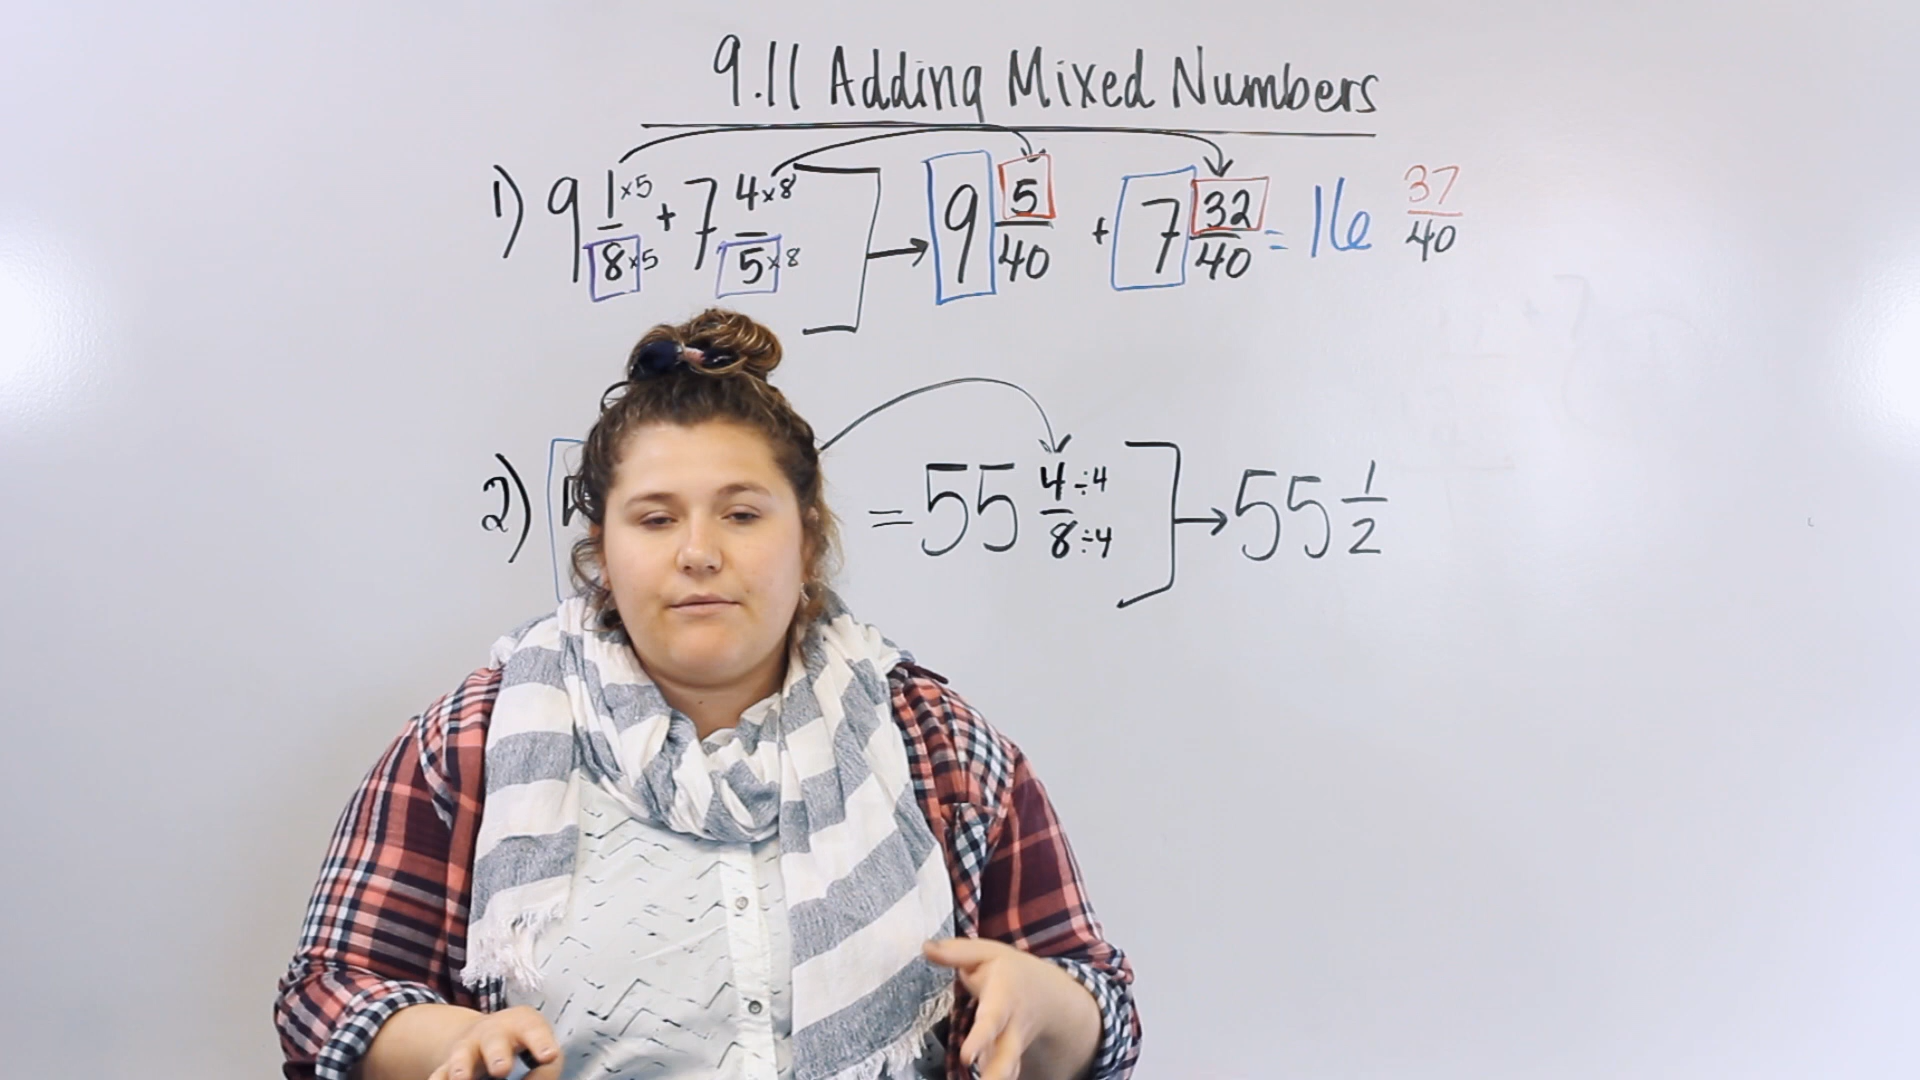 9.11 Adding Mixed Numbers
1) 9 1/8 ×5 ×5 + 7 4/5 ×8 ×8 → 9 5/40 + 7 32/40 = 16 37/40
2) = 55 4/8 ÷4 ÷4 → 55 1/2